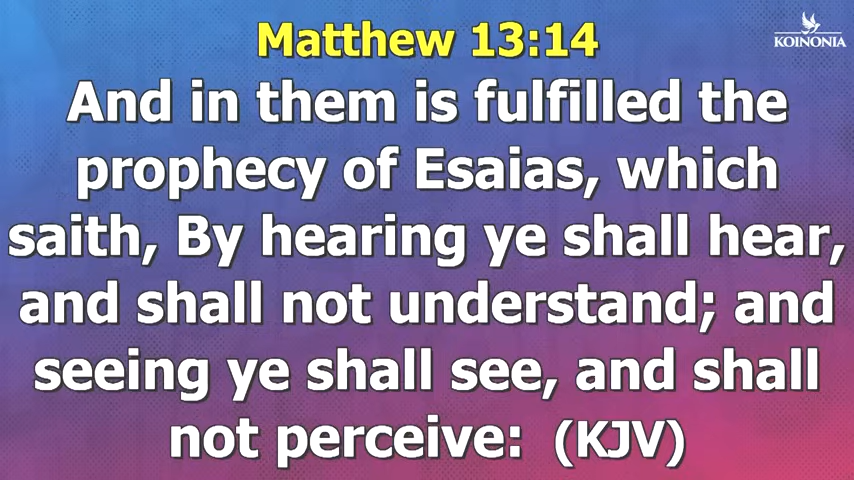 Matthew 13:14
KOINONIA
And in them is fulfilled the
prophecy of Esaias, which
saith, By hearing ye shall hear,
and shall not understand; and
seeing ye shall see, and shall
not perceive: (KJV)